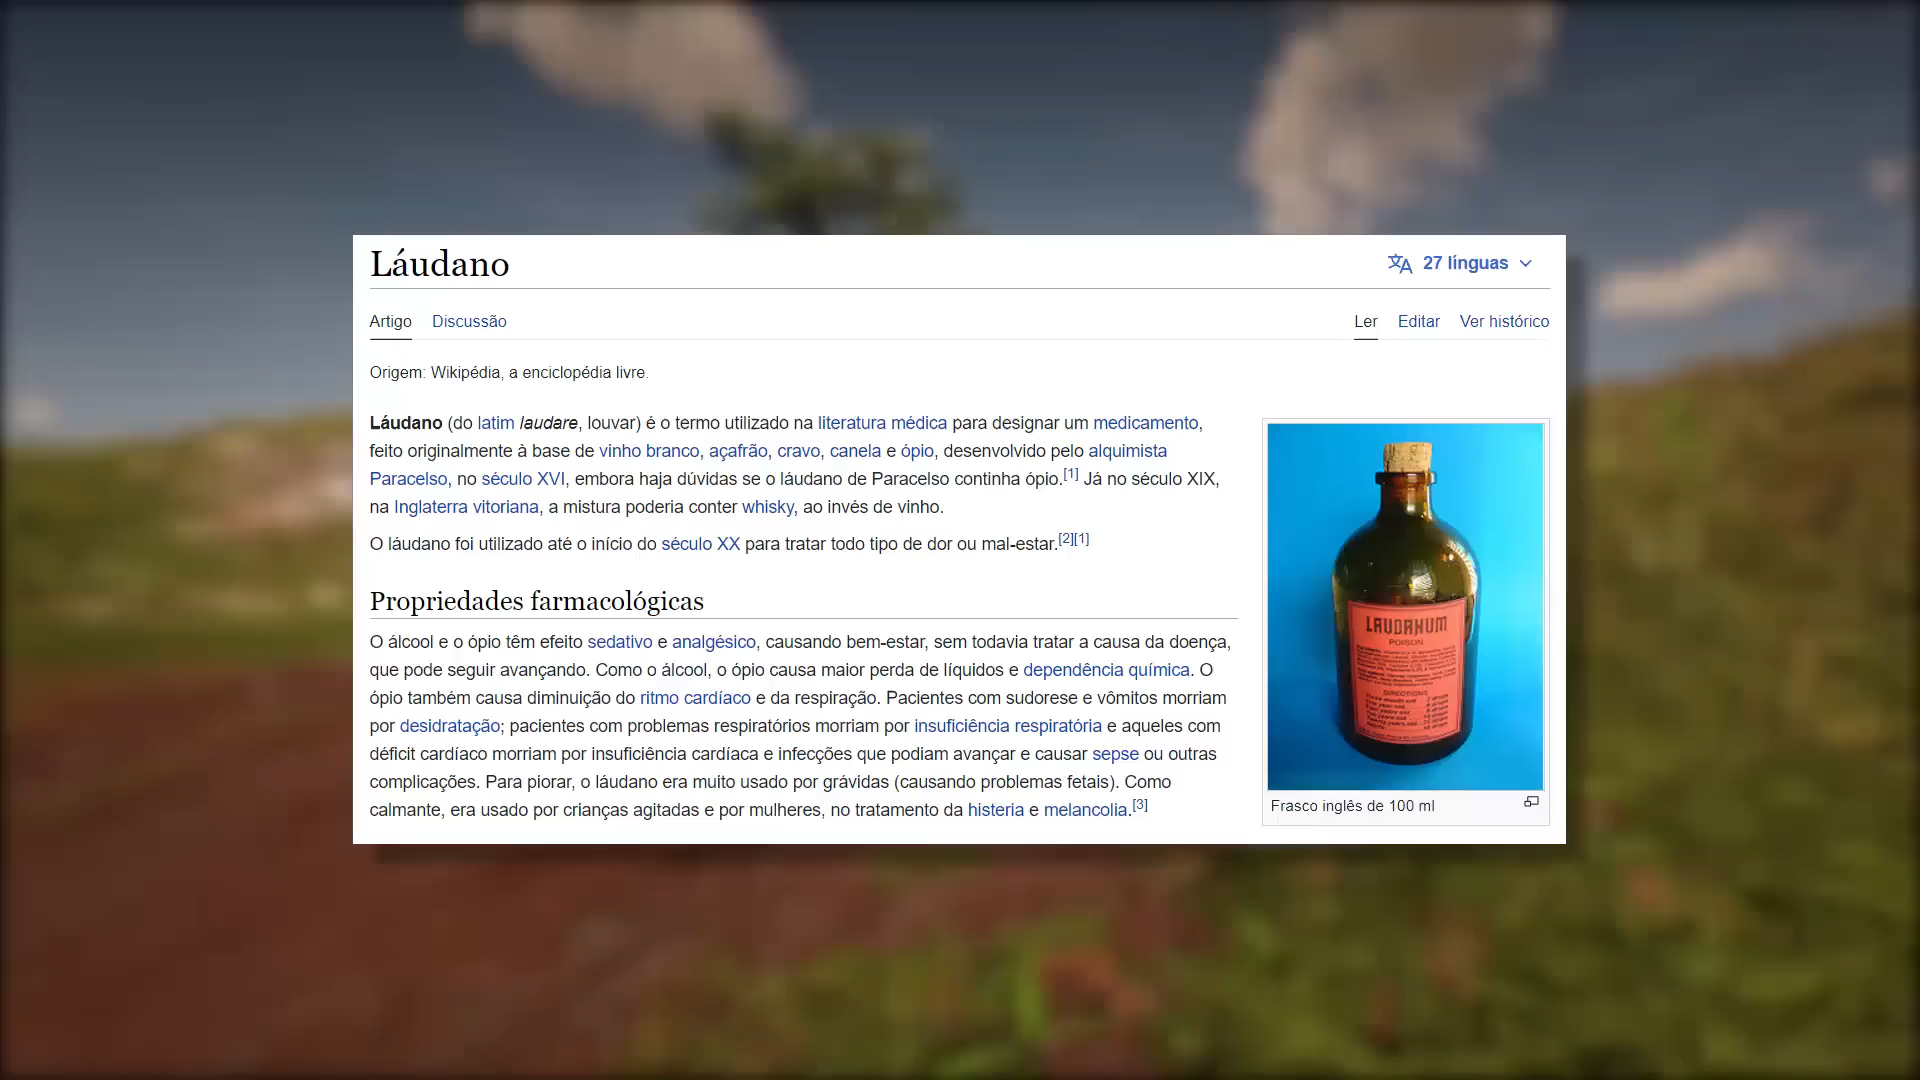 Láudano
27 línguas
Artigo Discussão
Ler Editar Ver histórico
Origem: Wikipédia, a enciclopédia livre.
Láudano (do latim laudare, louvar) é o termo utilizado na literatura médica para designar um medicamento,
feito originalmente à base de vinho branco, açafrão, cravo, canela e ópio, desenvolvido pelo alquimista
Paracelso, no século XVI, embora haja dúvidas se o láudano de Paracelso continha ópio.[1] Já no século XIX,
na Inglaterra vitoriana, a mistura poderia conter whisky, ao invés de vinho.
O láudano foi utilizado até o início do século XX para tratar todo tipo de dor ou mal-estar.[2][1]
Propriedades farmacológicas
O álcool e o ópio têm efeito sedativo e analgésico, causando bem-estar, sem todavia tratar a causa da doença,
que pode seguir avançando. Como o álcool, o ópio causa maior perda de líquidos e dependência química. O
ópio também causa diminuição do ritmo cardíaco e da respiração. Pacientes com sudorese e vômitos morriam
por desidratação; pacientes com problemas respiratórios morriam por insuficiência respiratória e aqueles com
déficit cardíaco morriam por insuficiência cardíaca e infecções que podiam avançar e causar sepse ou outras
complicações. Para piorar, o láudano era muito usado por grávidas (causando problemas fetais). Como
calmante, era usado por crianças agitadas e por mulheres, no tratamento da histeria e melancolia.[3]
LAUDANUM
POISON
DIRECTIONS
Frasco inglês de 100 ml